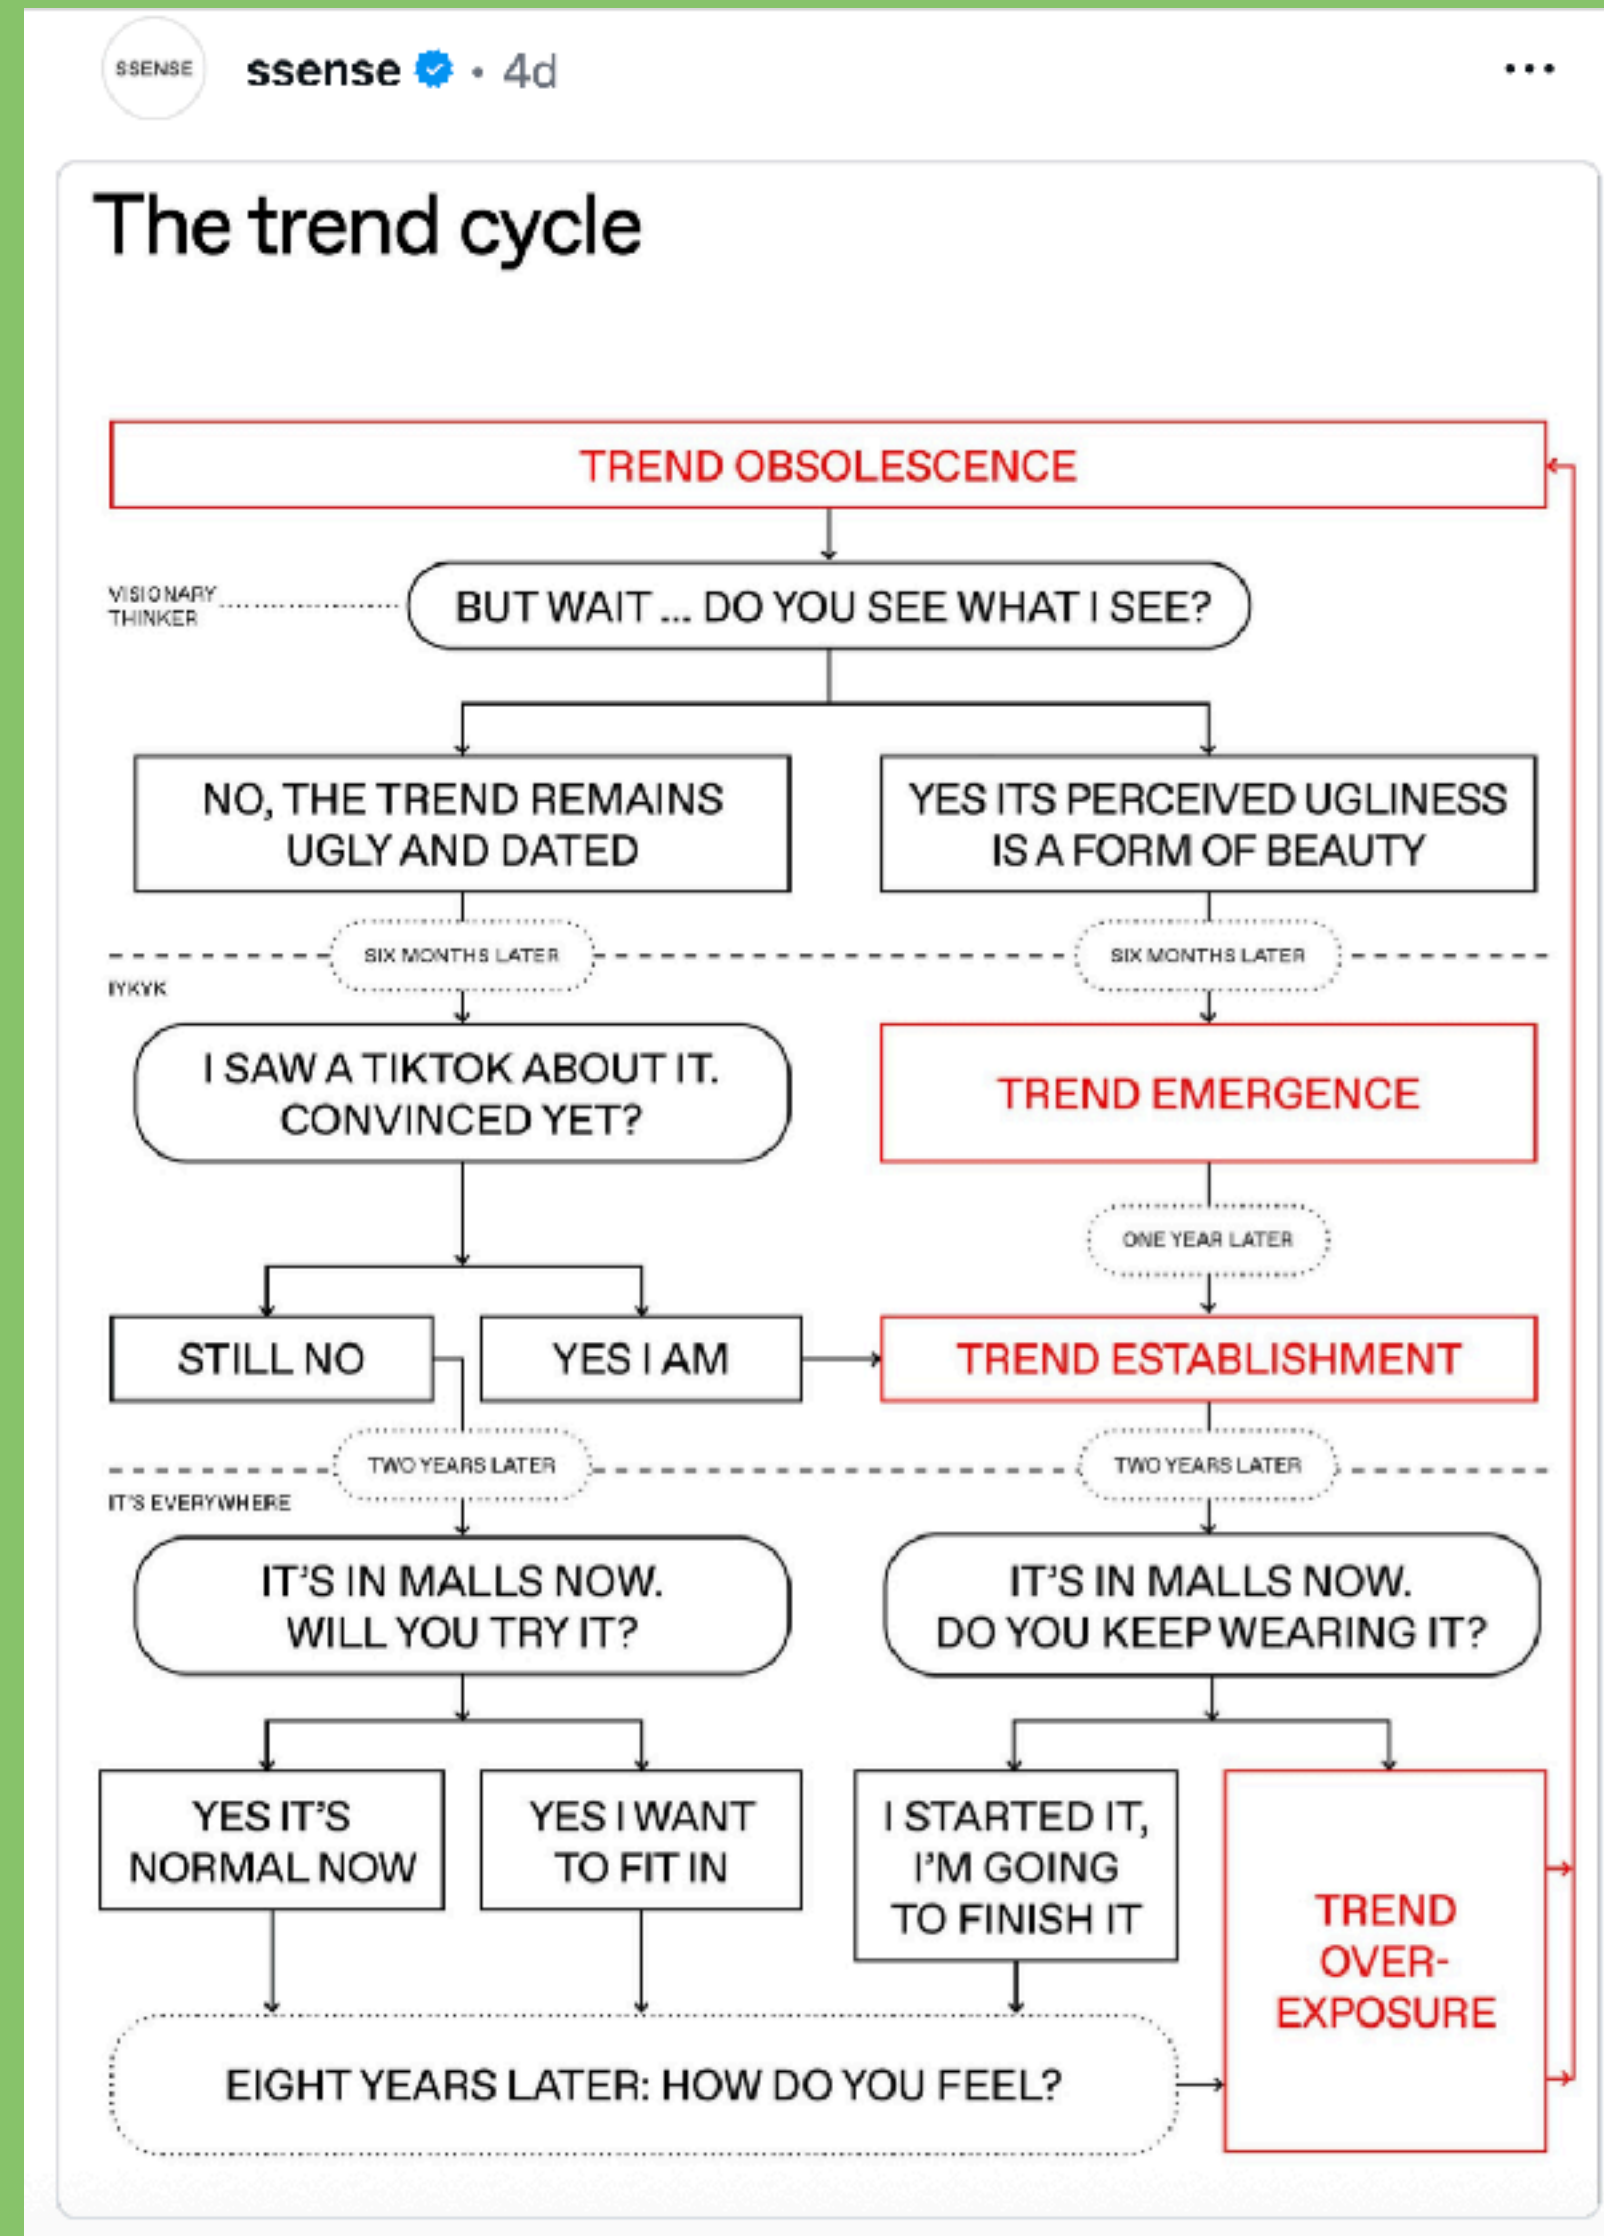 SSENSE
ssense • 4d
The trend cycle
TREND OBSOLESCENCE
VISIONARY
THINKER
BUT WAIT ... DO YOU SEE WHAT I SEE?
NO, THE TREND REMAINS
UGLY AND DATED
YES ITS PERCEIVED UGLINESS
IS A FORM OF BEAUTY
SIX MONTHS LATER
SIX MONTHS LATER
IYKYK
I SAW A TIKTOK ABOUT IT.
CONVINCED YET?
TREND EMERGENCE
ONE YEAR LATER
STILL NO
YES I AM
TREND ESTABLISHMENT
TWO YEARS LATER
TWO YEARS LATER
IT'S EVERYWHERE
IT'S IN MALLS NOW.
WILL YOU TRY IT?
IT'S IN MALLS NOW.
DO YOU KEEP WEARING IT?
YES IT'S
NORMAL NOW
YES I WANT
TO FIT IN
I STARTED IT,
I'M GOING
TO FINISH IT
TREND
OVER-
EXPOSURE
EIGHT YEARS LATER: HOW DO YOU FEEL?